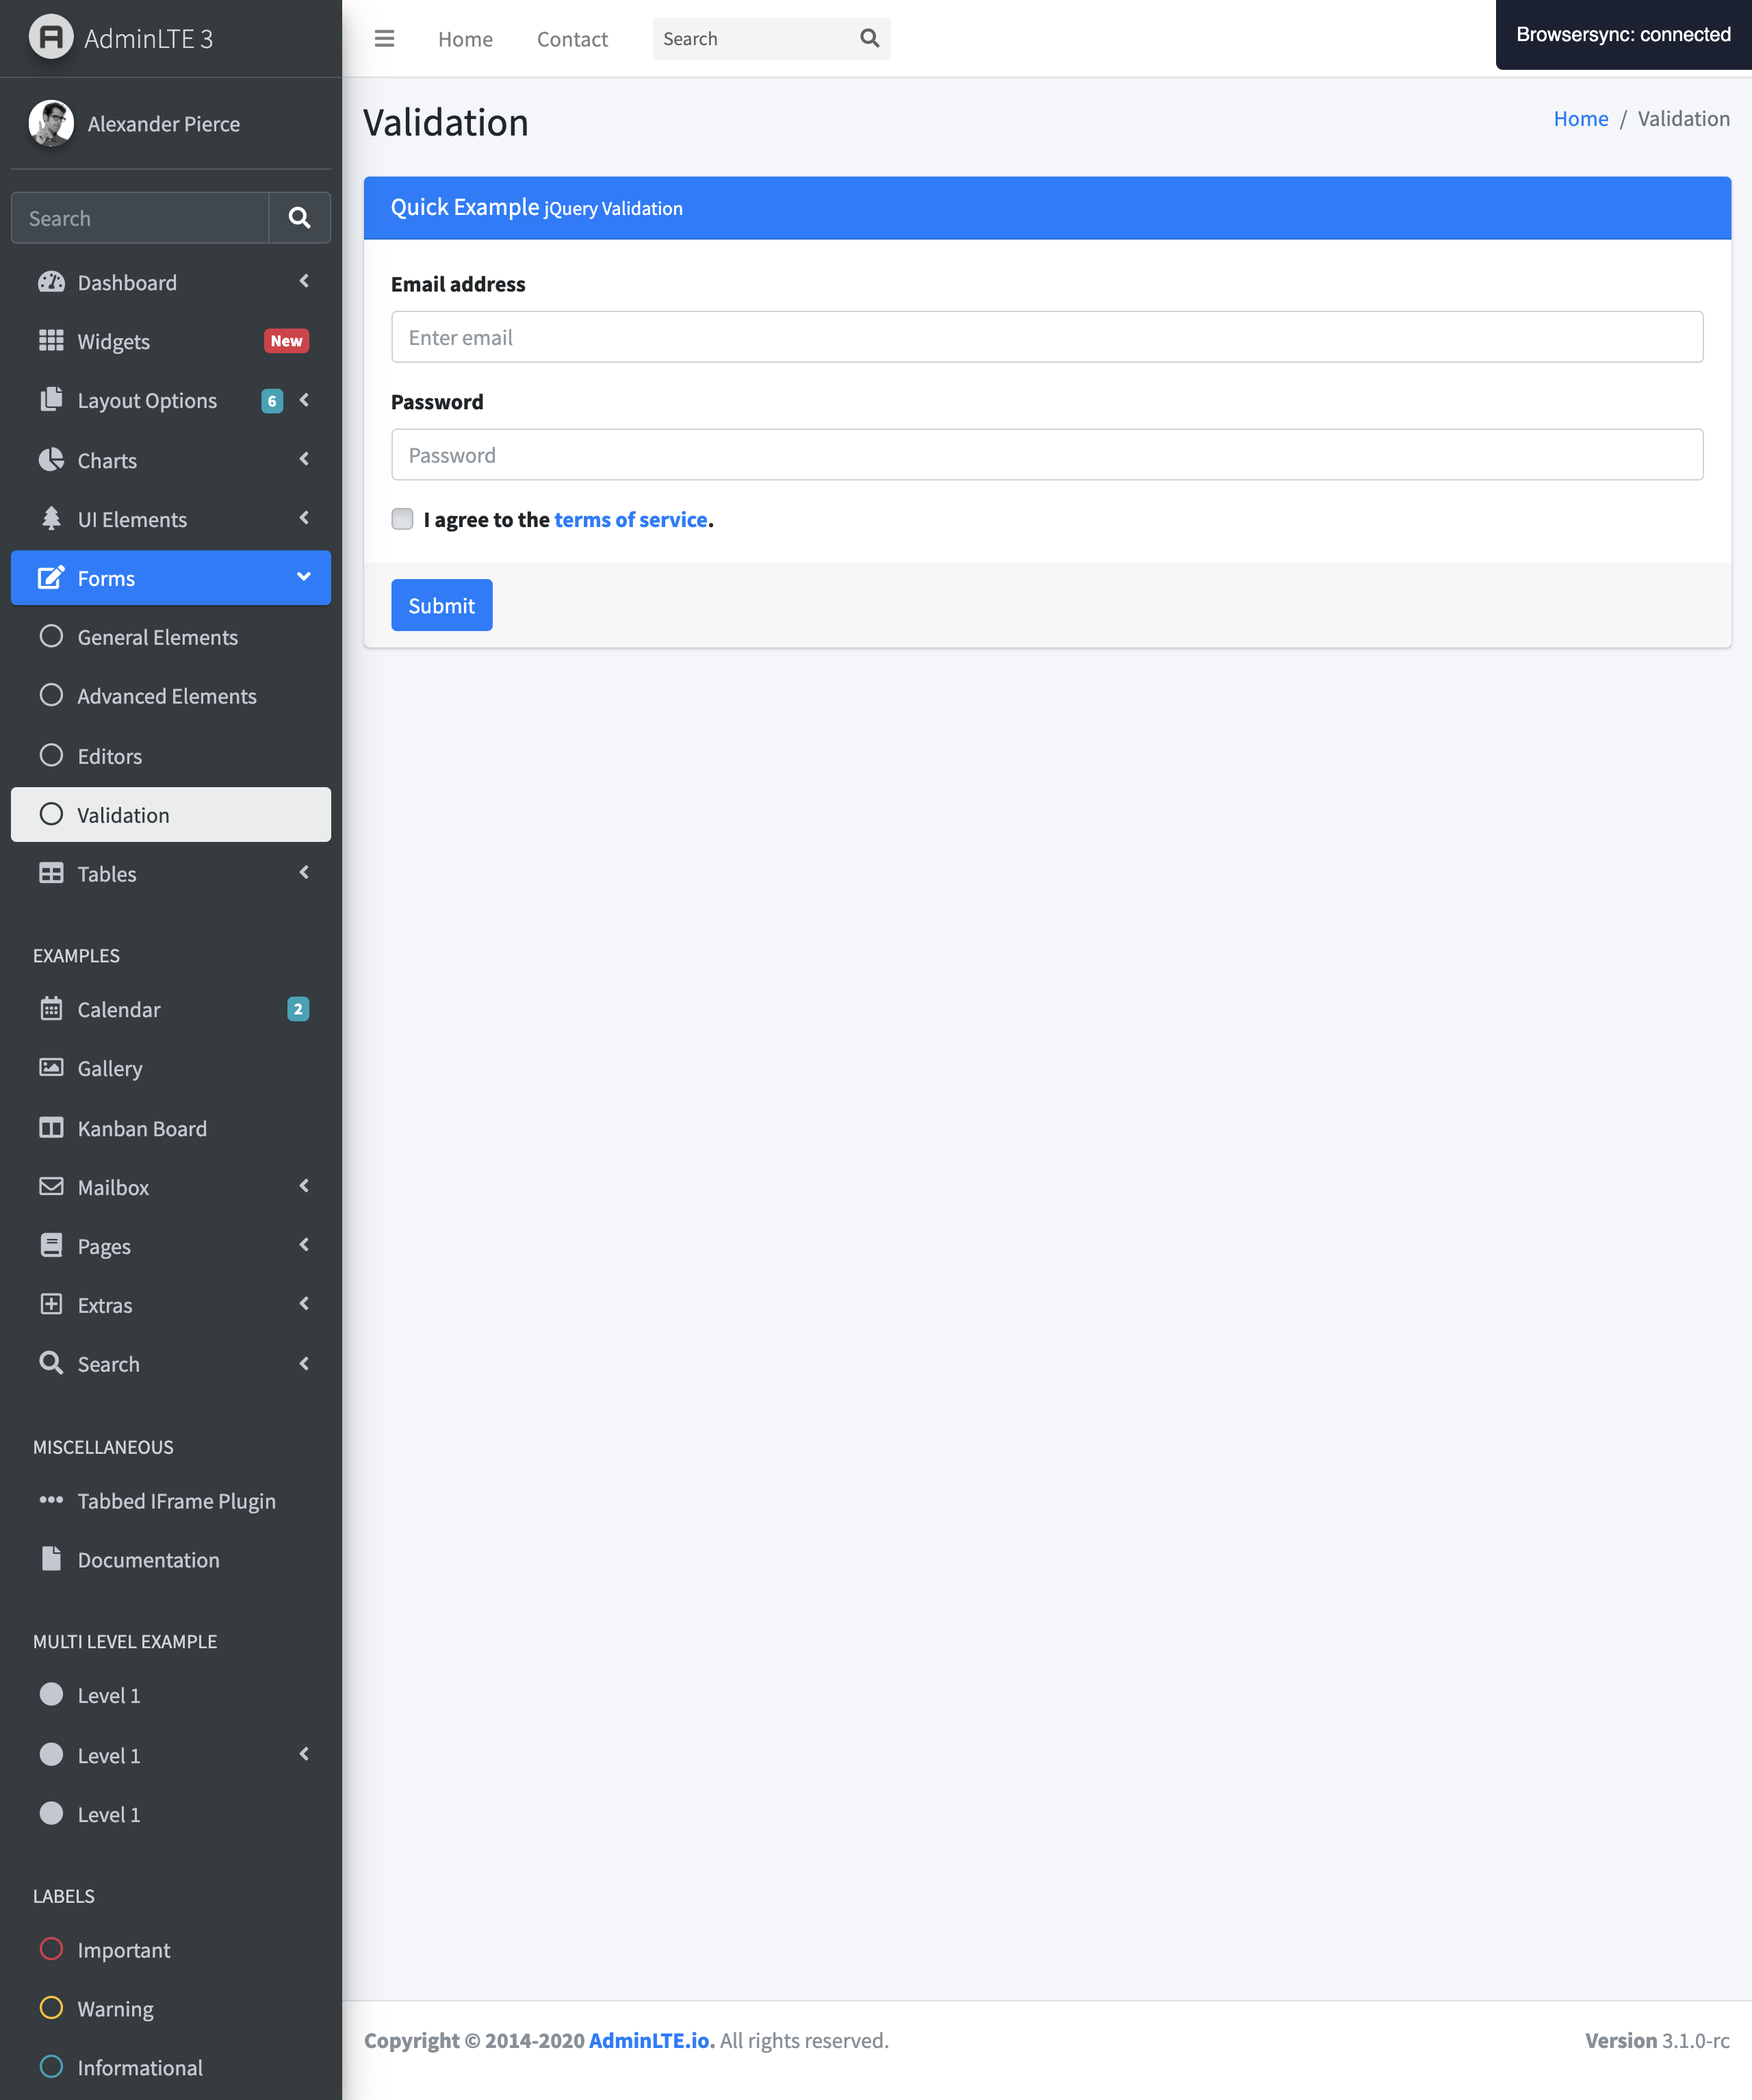 AdminLTE 3
Home
Contact
Search
Browsersync: connected
Alexander Pierce
Search
Dashboard
Widgets New
Layout Options 6
Charts
UI Elements
Forms
General Elements
Advanced Elements
Editors
Validation
Tables
EXAMPLES
Calendar 2
Gallery
Kanban Board
Mailbox
Pages
Extras
Search
MISCELLANEOUS
Tabbed IFrame Plugin
Documentation
MULTI LEVEL EXAMPLE
Level 1
Level 1
Level 1
LABELS
Important
Warning
Informational
Validation
Home / Validation
Quick Example jQuery Validation
Email address
Enter email
Password
Password
I agree to the terms of service.
Submit
Copyright © 2014-2020 AdminLTE.io. All rights reserved.
Version 3.1.0-rc